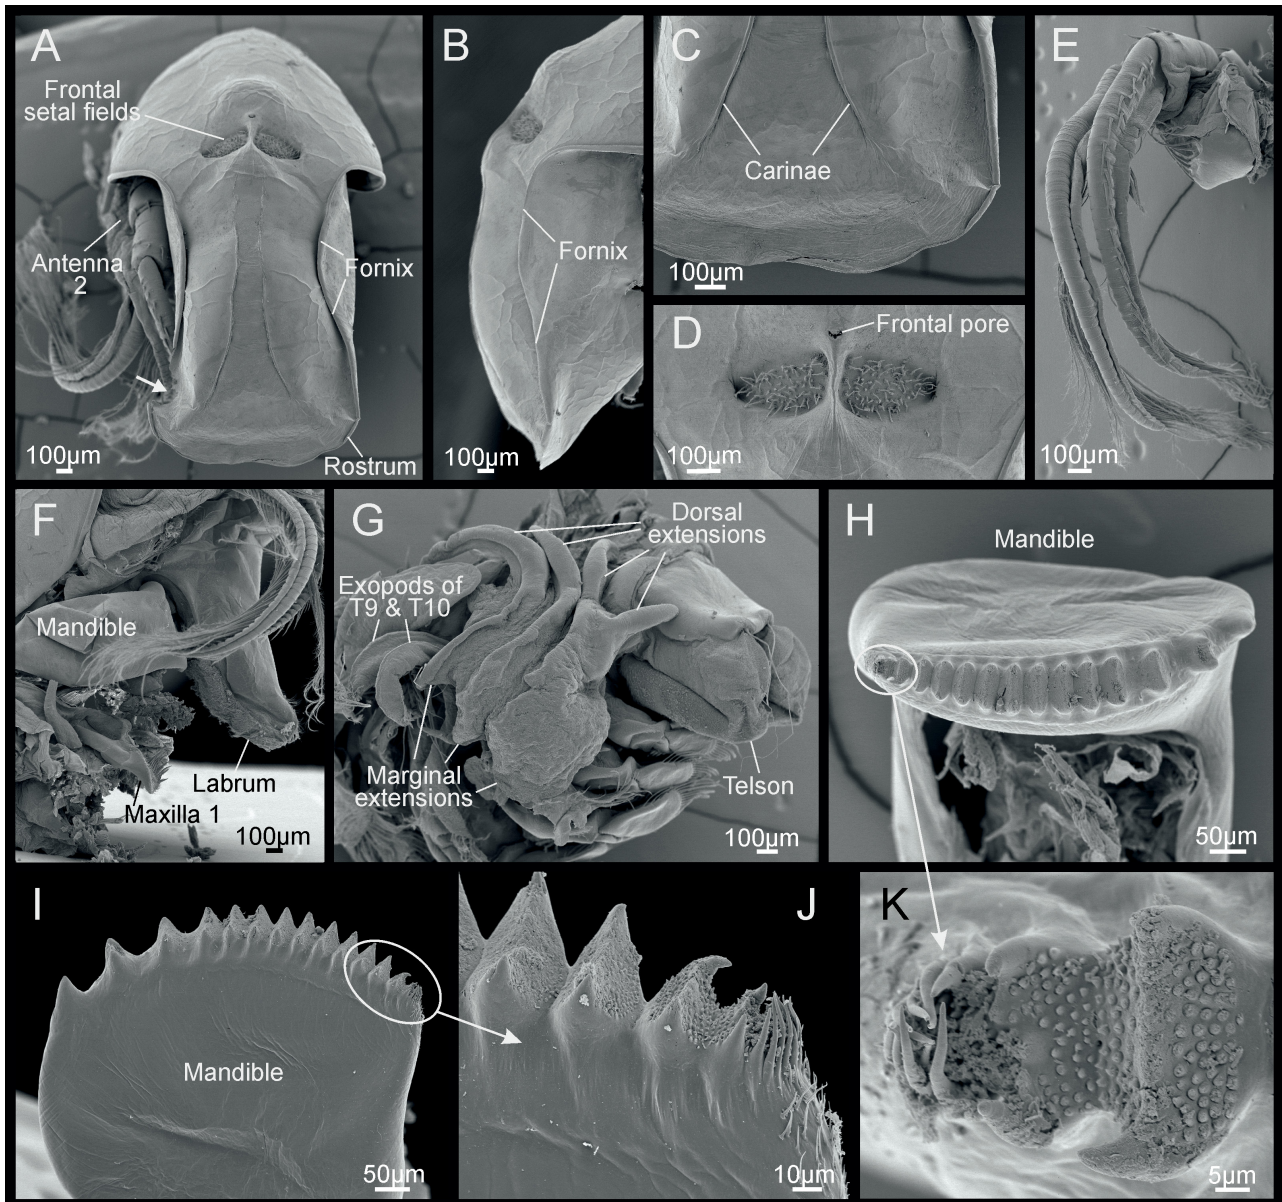 A
Frontal
setal fields
Antenna
2
Fornix
Rostrum
100µm
B
Fornix
100µm
C
Carinae
100µm
D
Frontal pore
100µm
E
100µm
F
Mandible
Labrum
Maxilla 1
100µm
G
Dorsal
extensions
Exopods of
T9 & T10
Marginal
extensions
Telson
100µm
H
Mandible
50µm
I
Mandible
50µm
J
10µm
K
5µm